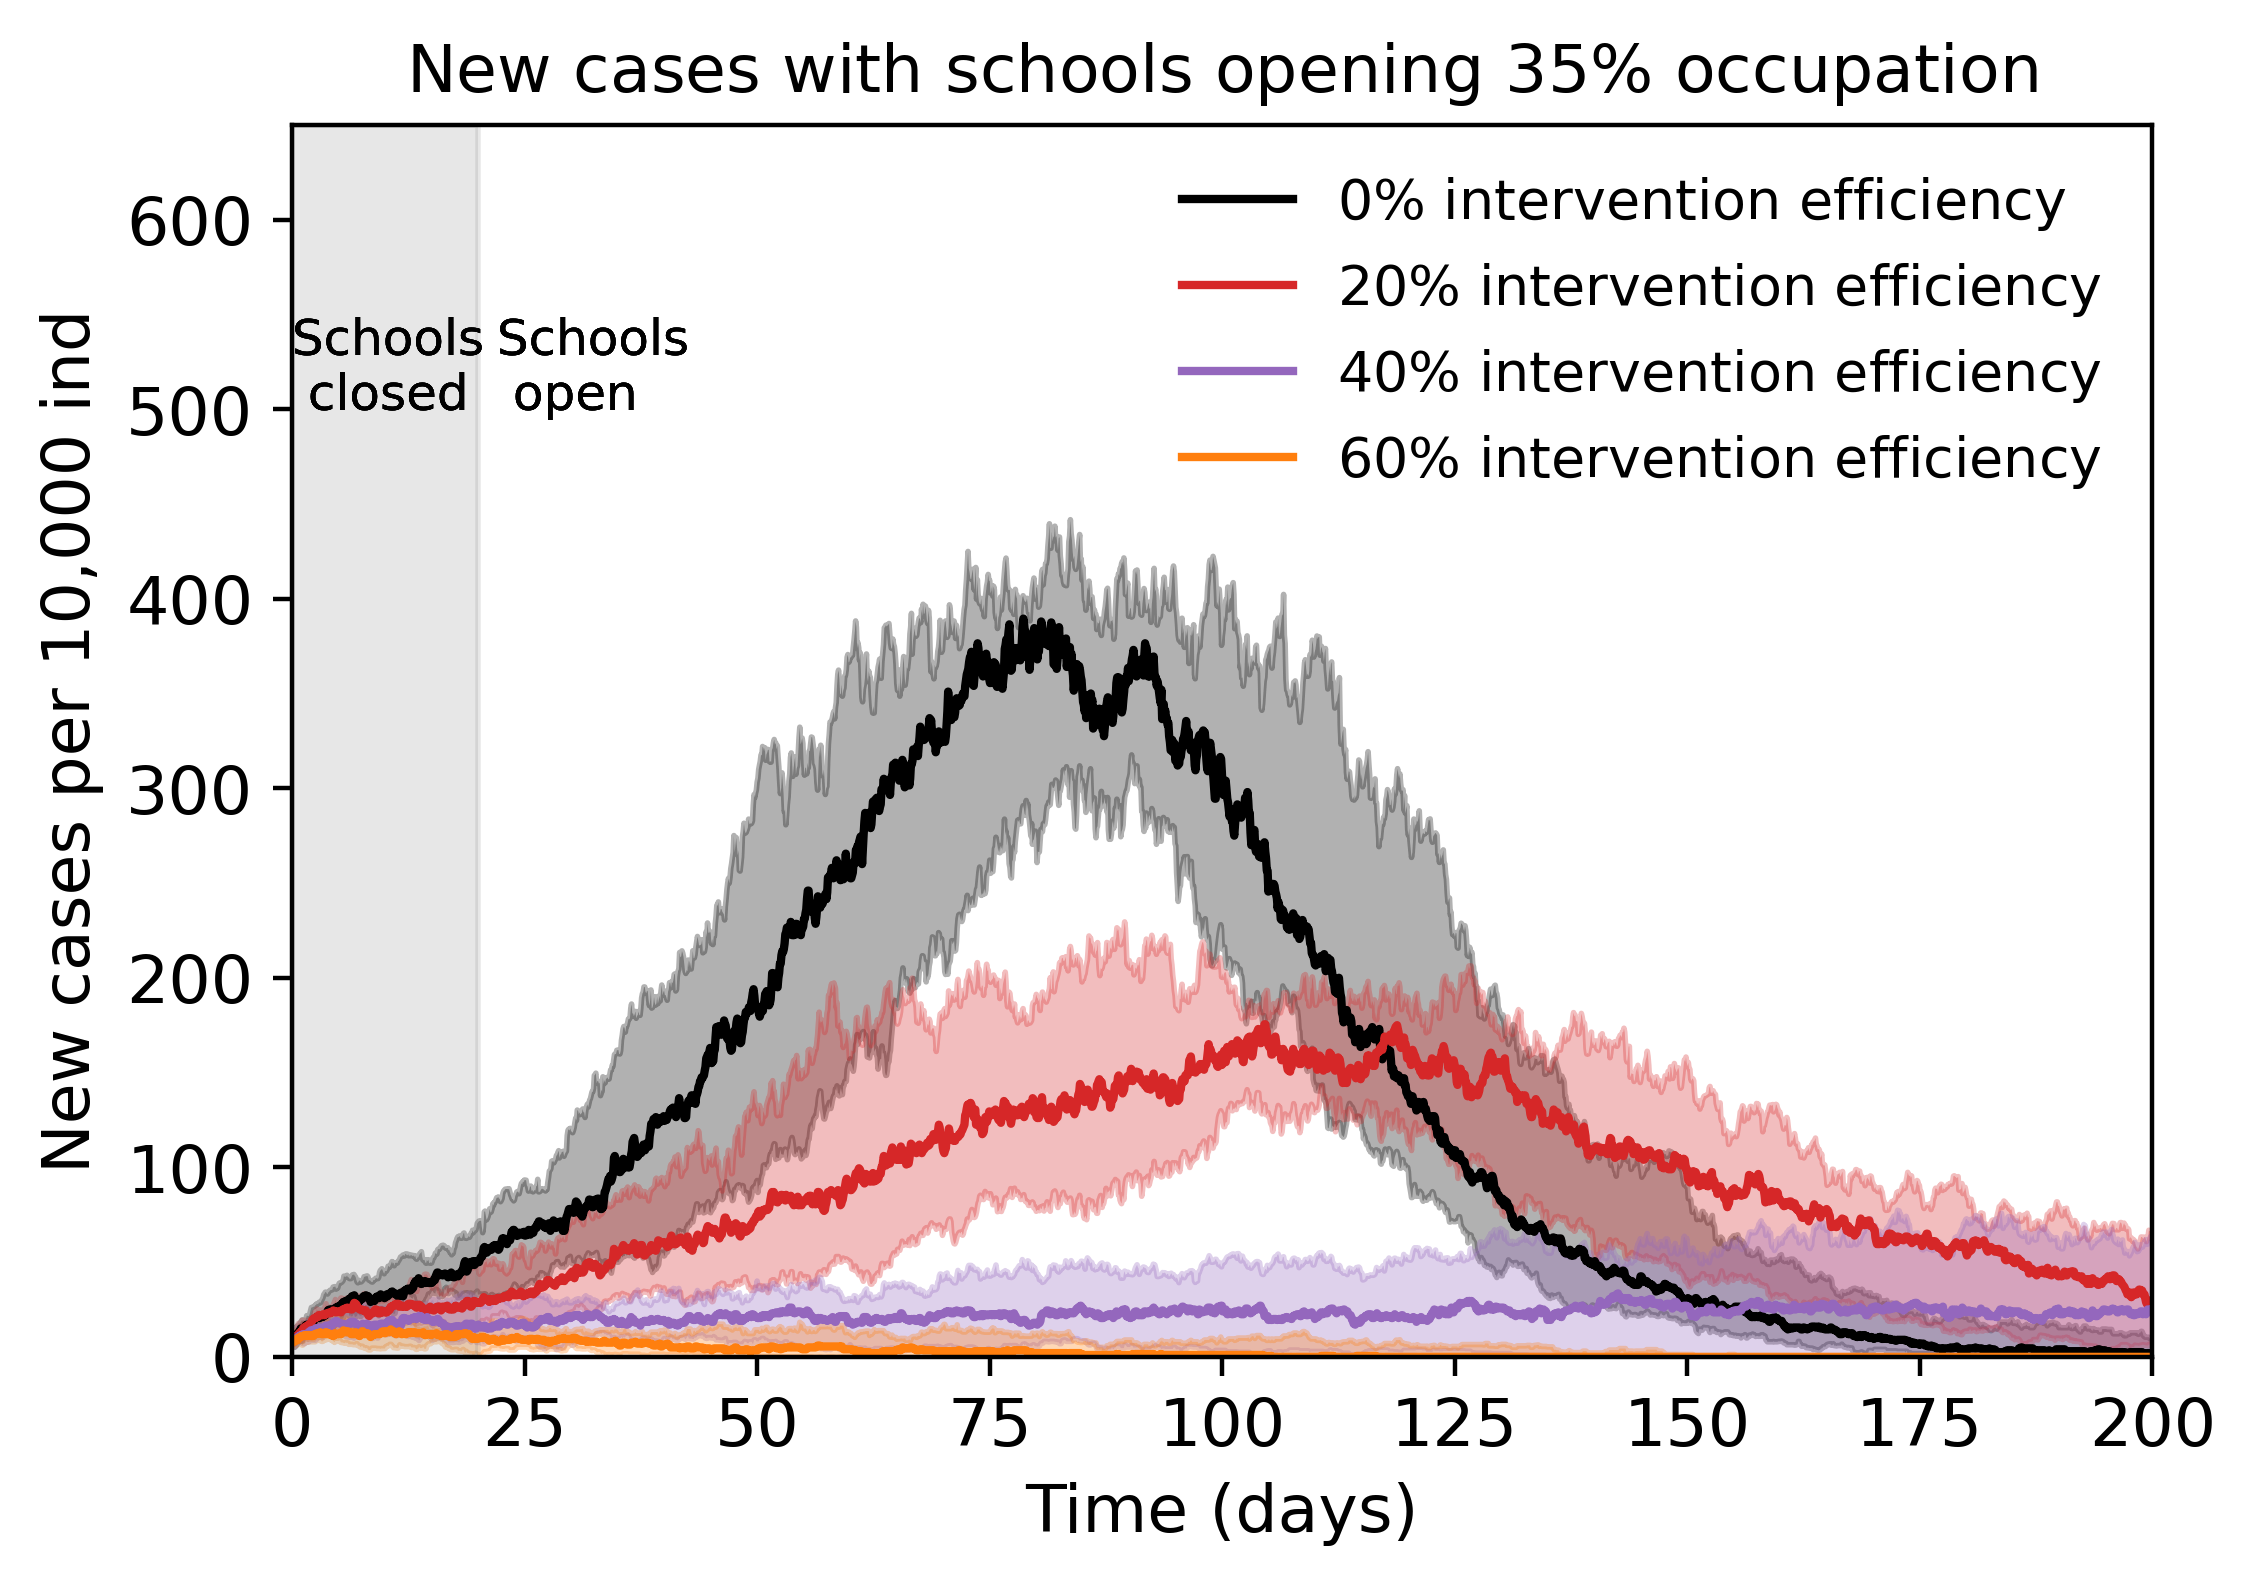 New cases with schools opening 35% occupation
New cases per 10,000 ind
600
500
400
300
200
100
0
Schools
closed
Schools
open
0% intervention efficiency
20% intervention efficiency
40% intervention efficiency
60% intervention efficiency
0 25 50 75 100 125 150 175 200
Time (days)